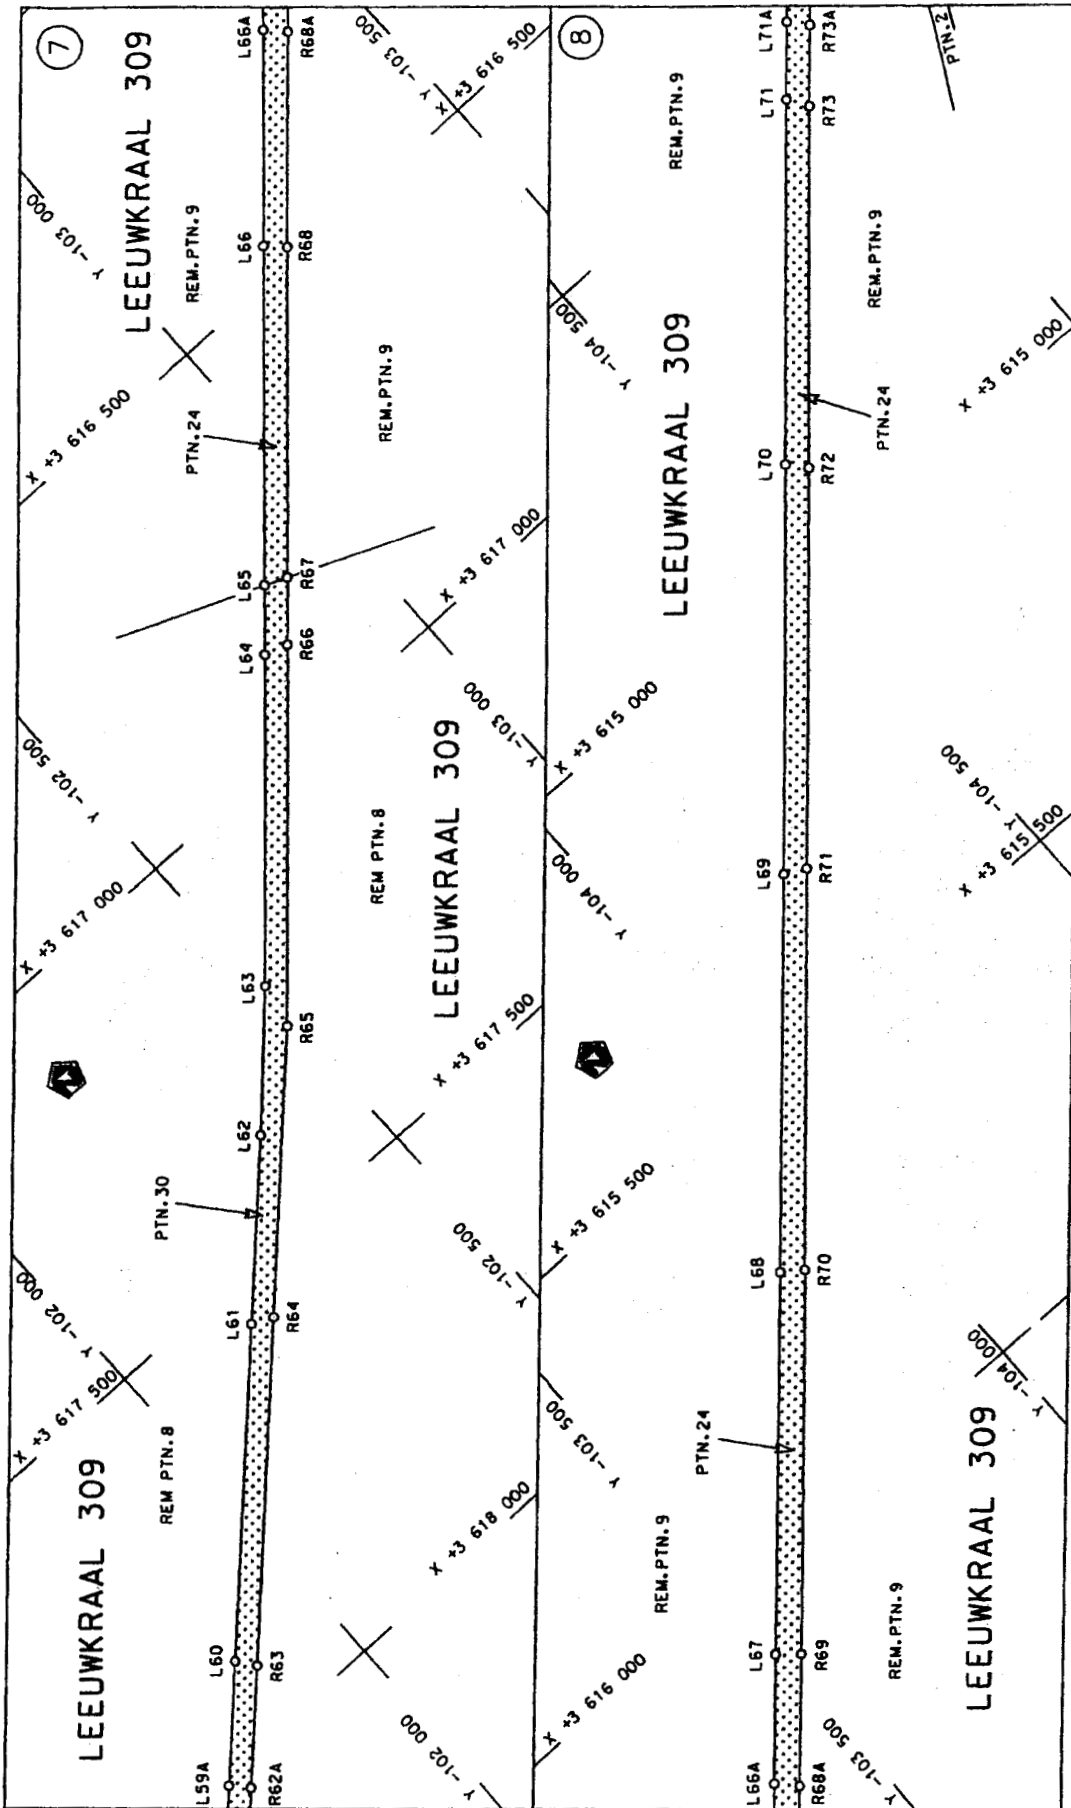 7
LEEUWKRAAL 309
L66A
R68A
Y -103 500
X +3 616 500
Y -103 000
REM.PTN.9
L66
R68
X +3 616 500
PTN.24
REM.PTN.9
L65
R67
L64
R66
X +3 617 000
Y -103 000
Y -102 500
REM PTN.8
LEEUWKRAAL 309
X +3 617 000
L63
R65
X +3 617 500
L62
PTN.30
Y -102 500
Y -102 000
L61
R64
X +3 617 500
REM PTN.8
LEEUWKRAAL 309
X +3 618 000
L60
R63
Y -102 000
L59A
R62A
8
L71A
R73A
PTN.2
L71
R73
REM.PTN.9
REM.PTN.9
Y -104 500
LEEUWKRAAL 309
X +3 615 000
PTN.24
L70
R72
X +3 615 000
Y -104 500
X +3 615 500
Y -104 000
L69
R71
X +3 615 500
L68
R70
Y -104 000
Y -103 500
PTN.24
LEEUWKRAAL 309
REM.PTN.9
REM.PTN.9
X +3 616 000
L67
R69
Y -103 500
L66A
R68A